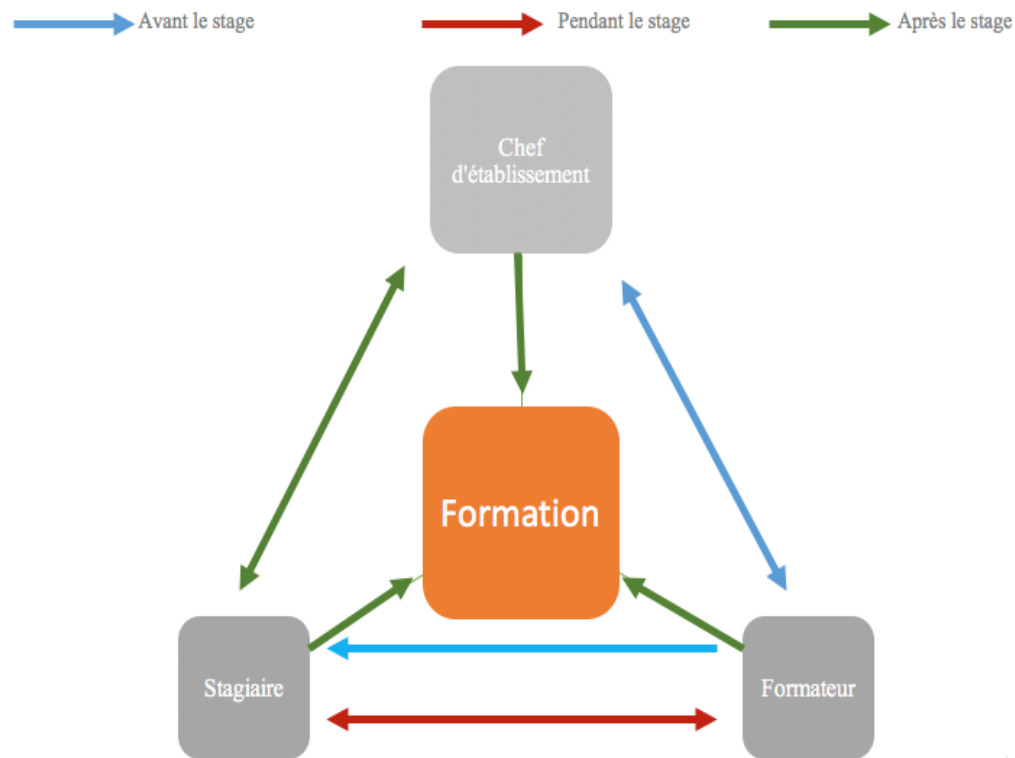 Avant le stage
Pendant le stage
Après le stage
Chef
d'établissement
Formation
Stagiaire
Formateur